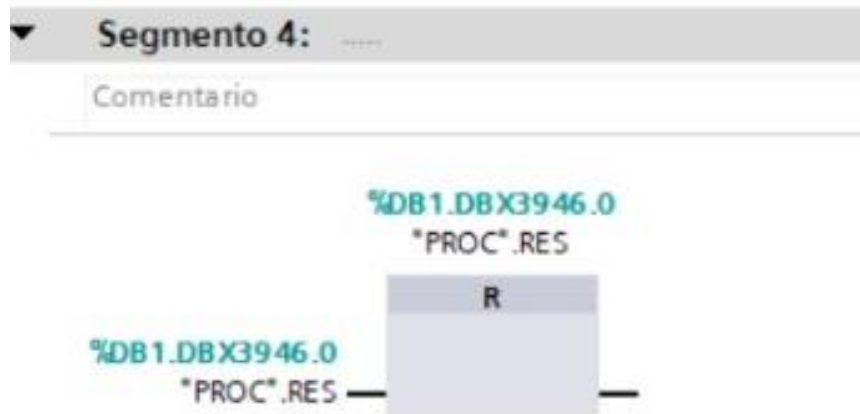 Segmento 4: .....
Comentario
%DB1.DBX3946.0
"PROC".RES
R
%DB1.DBX3946.0
"PROC".RES